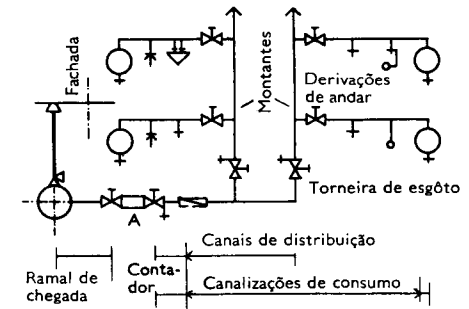 Fachada
Montantes
Derivações
de andar
Torneira de esgôto
A
Canais de distribuição
Ramal de
chegada
Conta-
dor
Canalizações de consumo